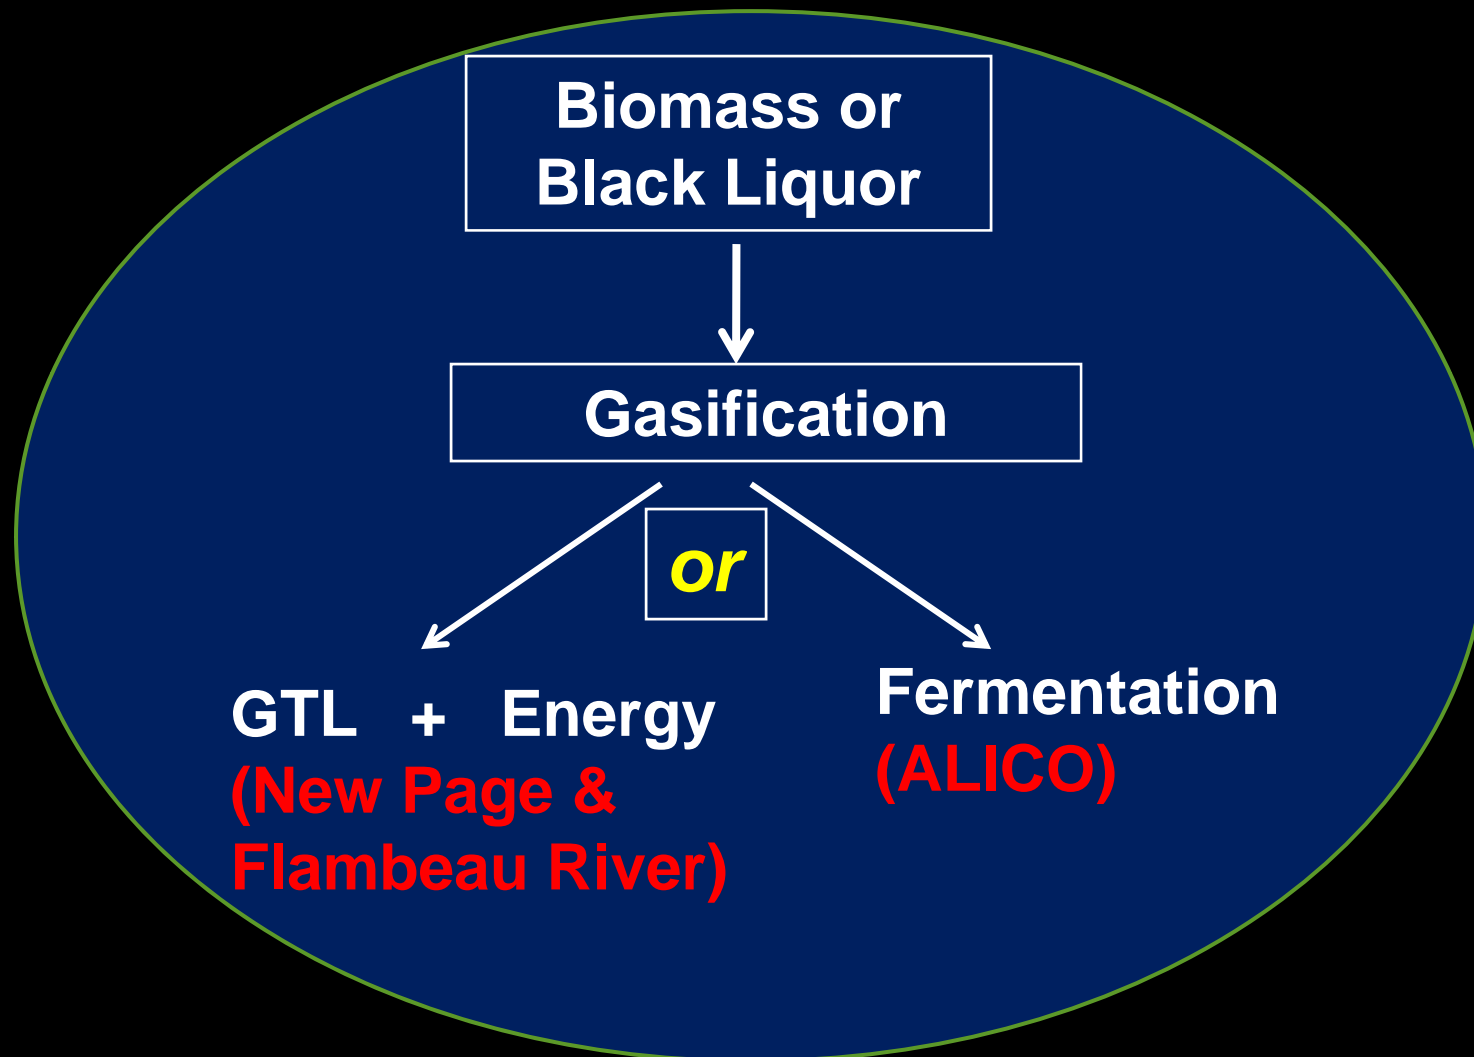 Biomass or
Black Liquor
Gasification
or
GTL + Energy
(New Page &
Flambeau River)
Fermentation
(ALICO)